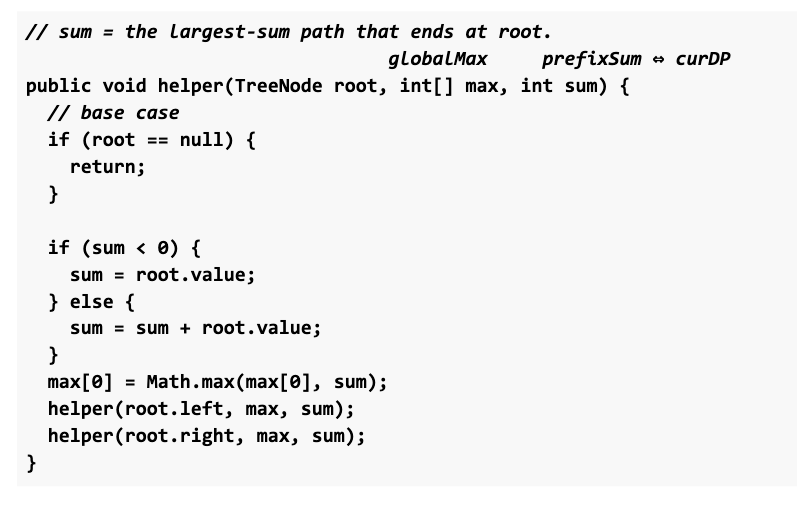 // sum = the largest-sum path that ends at root.
globalMax prefixSum ⇔ curDP
public void helper(TreeNode root, int[] max, int sum) {
// base case
if (root == null) {
return;
}
if (sum < 0) {
sum = root.value;
} else {
sum = sum + root.value;
}
max[0] = Math.max(max[0], sum);
helper(root.left, max, sum);
helper(root.right, max, sum);
}